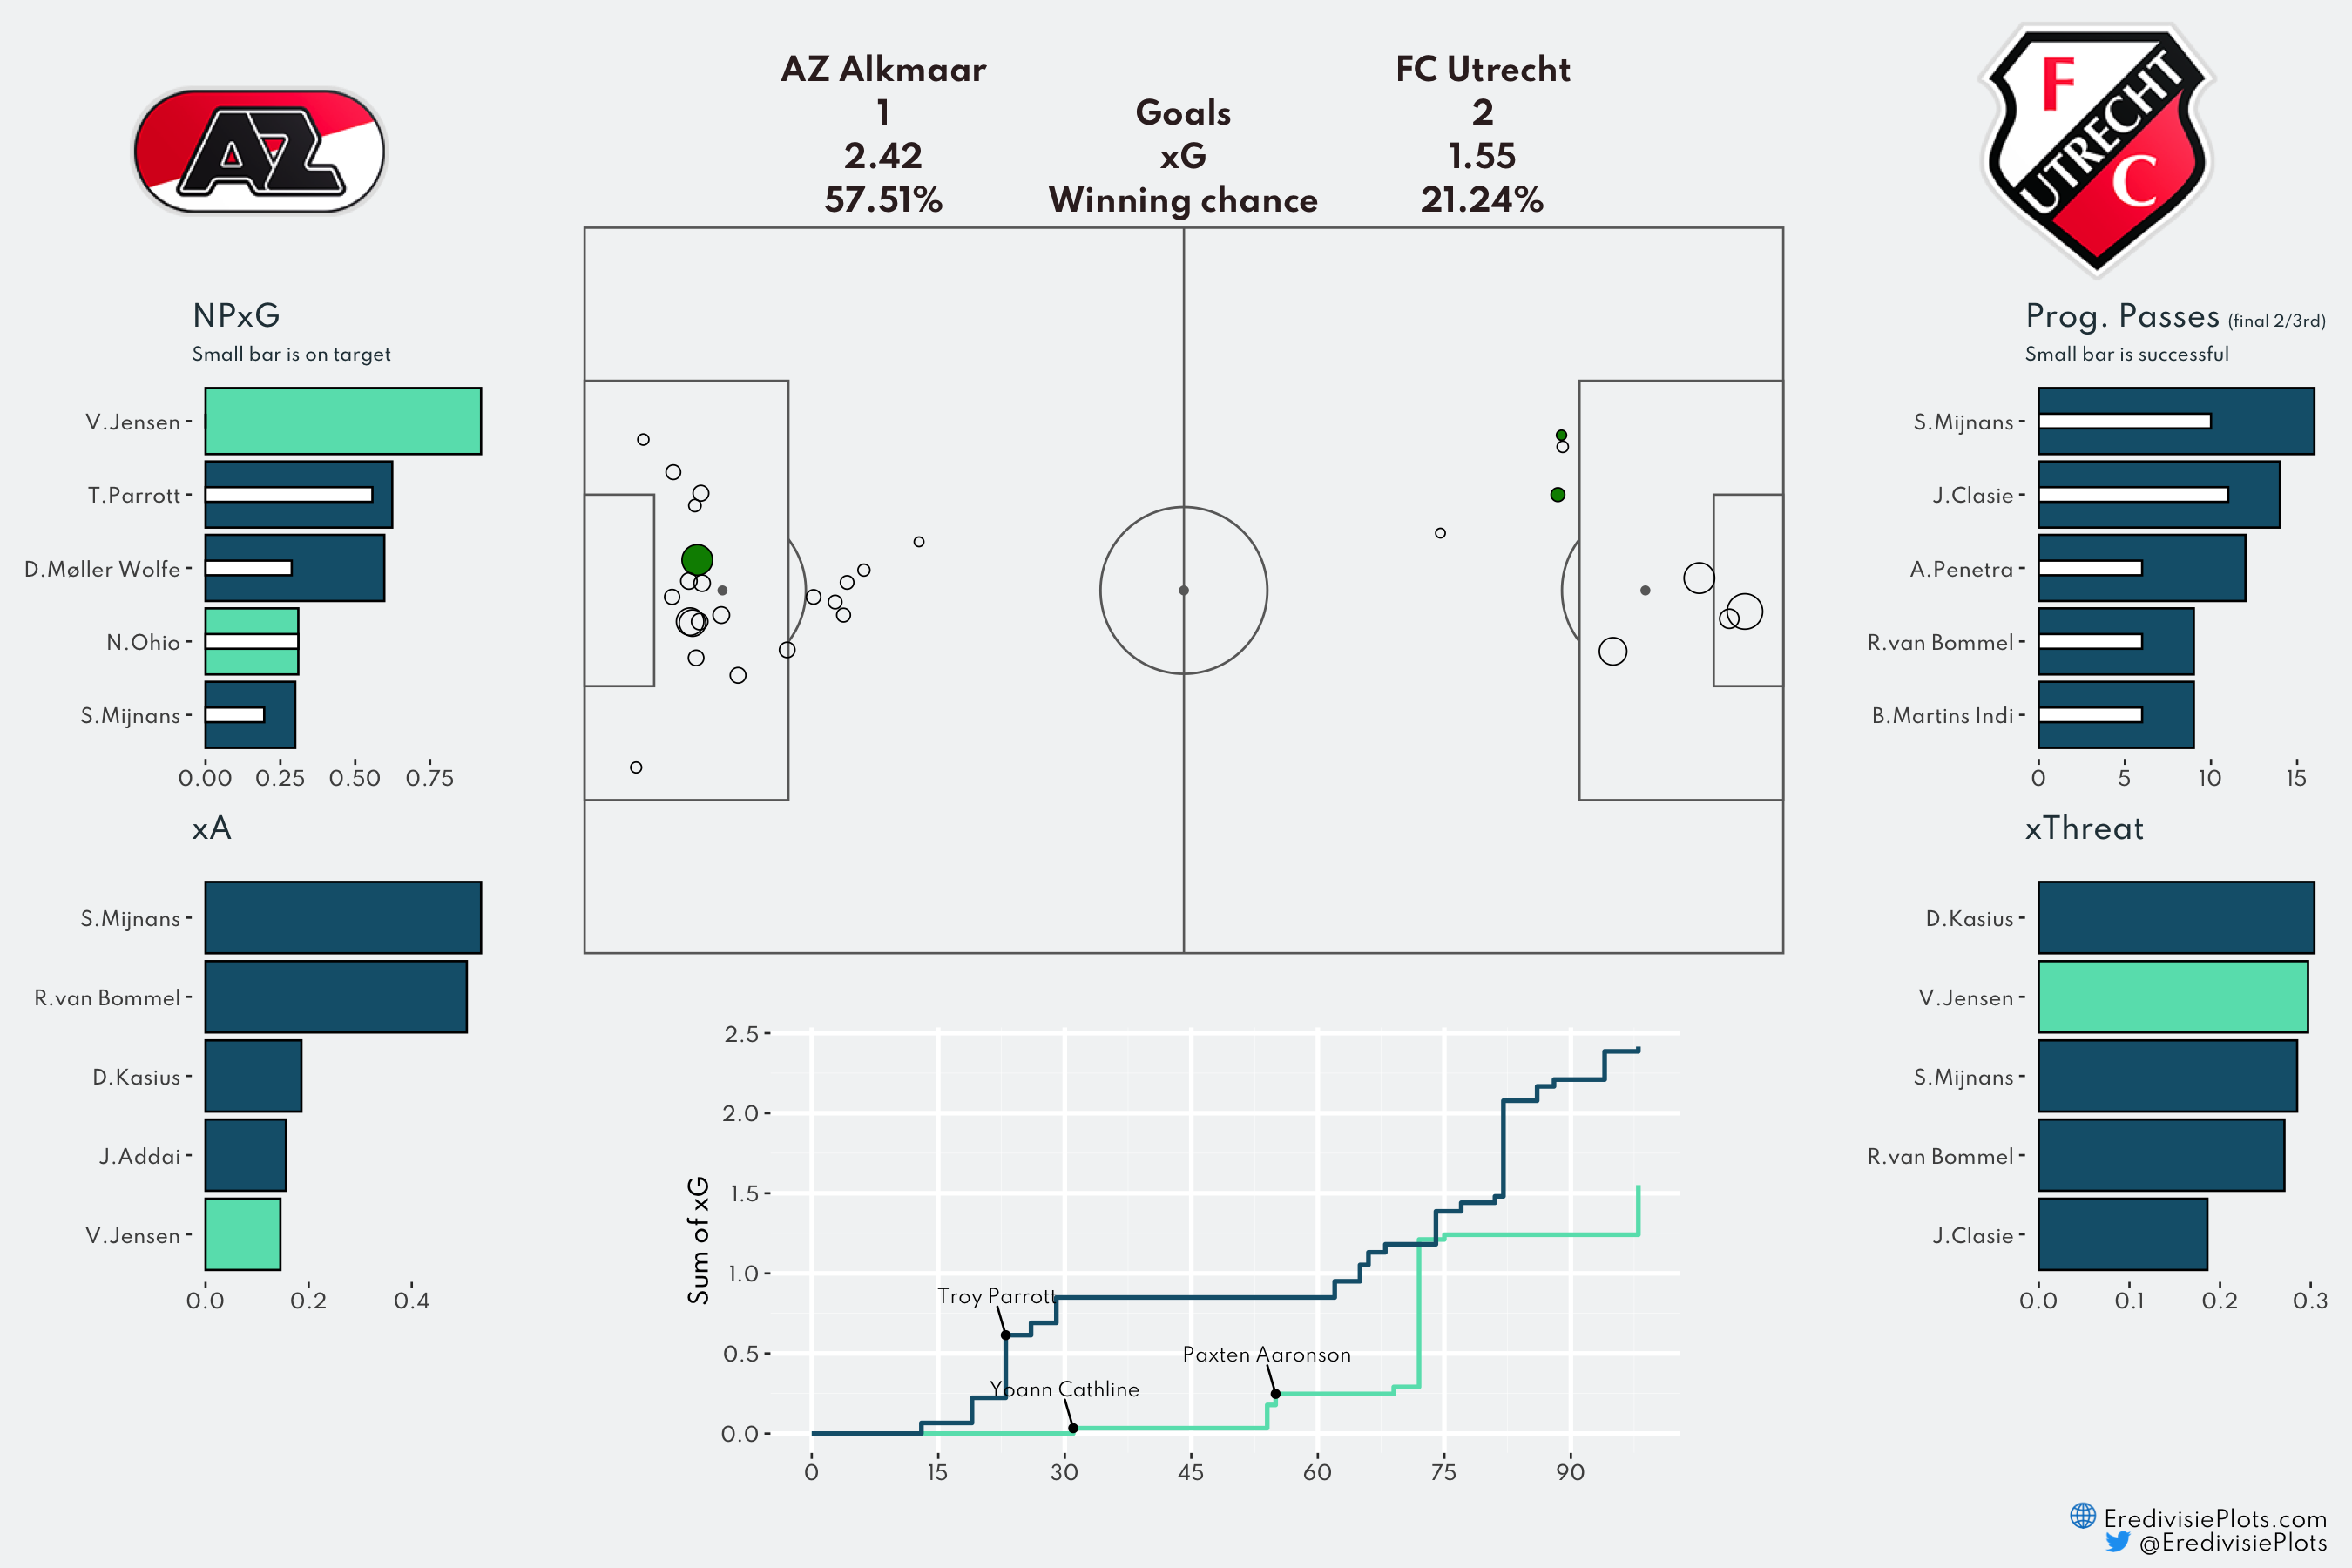 AZ Alkmaar FC Utrecht
1 Goals 2
2.42 xG 1.55
57.51% Winning chance 21.24%
AZ
F
UTRECHT
C
NPxG
Small bar is on target
V.Jensen
T.Parrott
D.Møller Wolfe
N.Ohio
S.Mijnans
0.00 0.25 0.50 0.75
xA
S.Mijnans
R.van Bommel
D.Kasius
J.Addai
V.Jensen
0.0 0.2 0.4
Prog. Passes (final 2/3rd)
Small bar is successful
S.Mijnans
J.Clasie
A.Penetra
R.van Bommel
B.Martins Indi
0 5 10 15
xThreat
D.Kasius
V.Jensen
S.Mijnans
R.van Bommel
J.Clasie
0.0 0.1 0.2 0.3
Sum of xG
2.5
2.0
1.5
1.0
0.5
0.0
Troy Parrott
Paxten Aaronson
Yoann Cathline
0 15 30 45 60 75 90
EredivisiePlots.com
@EredivisiePlots